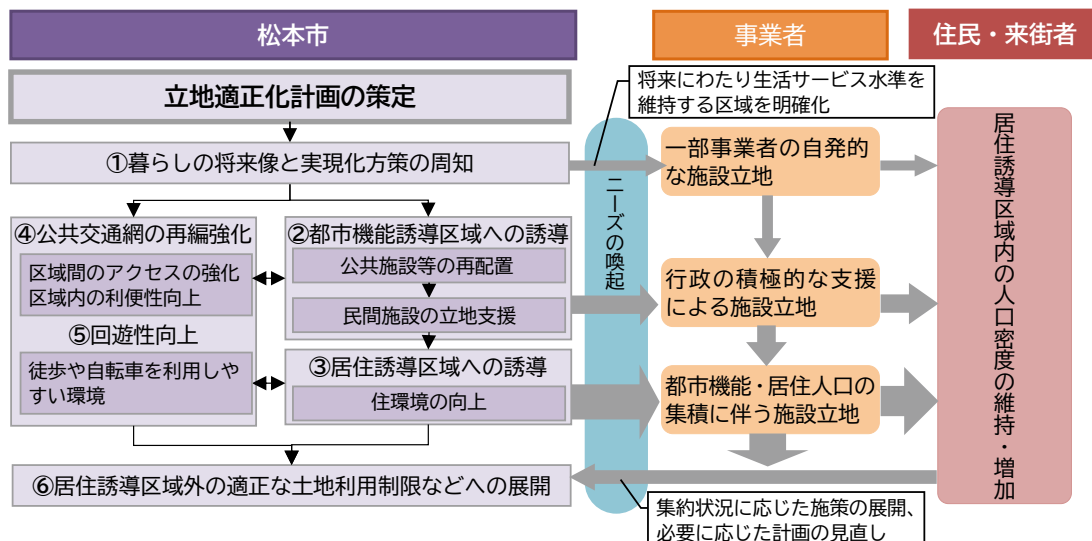 松本市
事業者
住民・来街者
立地適正化計画の策定
将来にわたり生活サービス水準を
維持する区域を明確化
①暮らしの将来像と実現化方策の周知
④公共交通網の再編強化
区域間のアクセスの強化
区域内の利便性向上
⑤回遊性向上
徒歩や自転車を利用しや
すい環境
②都市機能誘導区域への誘導
公共施設等の再配置
民間施設の立地支援
③居住誘導区域への誘導
住環境の向上
⑥居住誘導区域外の適正な土地利用制限などへの展開
ニーズの喚起
一部事業者の自発的
な施設立地
行政の積極的な支援
による施設立地
都市機能・居住人口の
集積に伴う施設立地
居住誘導区域内の人口密度の維持・増加
集約状況に応じた施策の展開、
必要に応じた計画の見直し